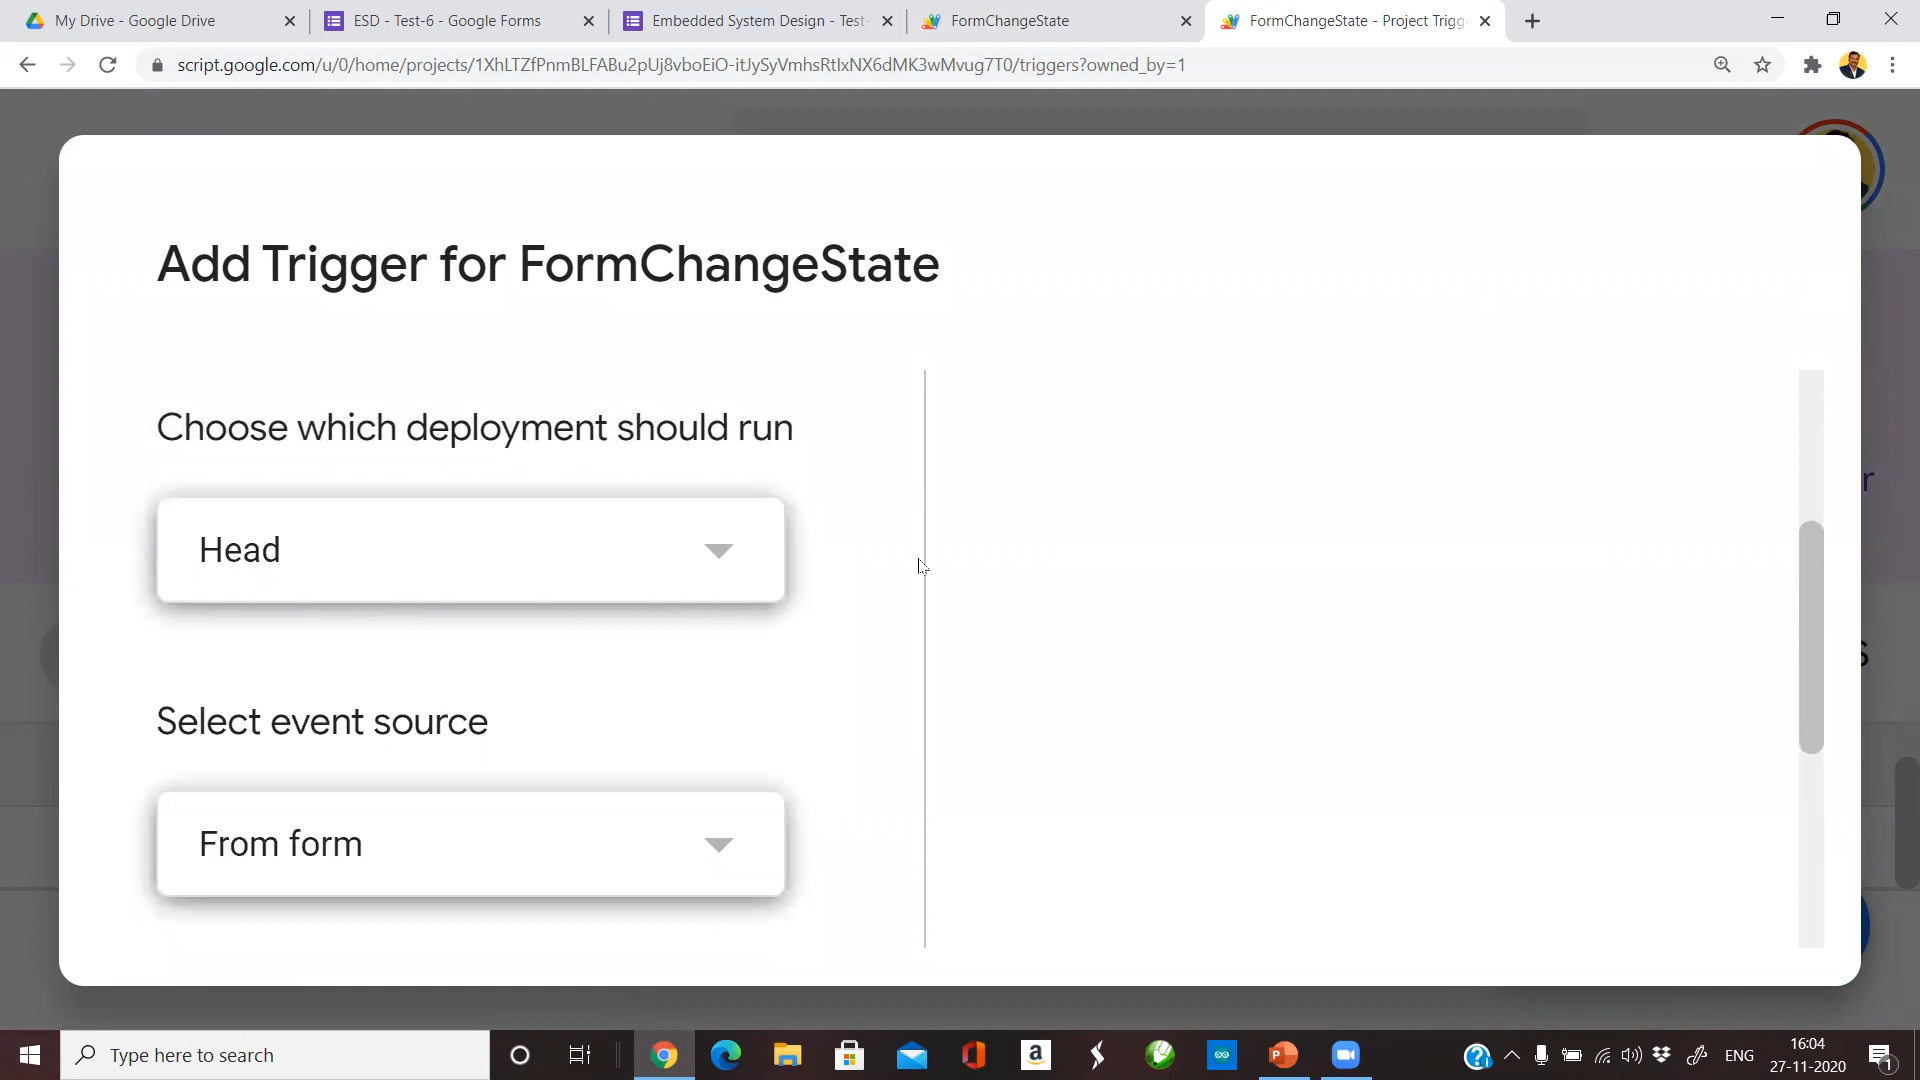 My Drive - Google Drive
ESD - Test-6 - Google Forms
Embedded System Design - Test-
FormChangeState
FormChangeState - Project Trigg
script.google.com/u/0/home/projects/1XhLTZfPnmBLFABu2pUj8vboEiO-itJySyVmhsRtIxNX6dMK3wMvug7T0/triggers?owned_by=1
Add Trigger for FormChangeState
Choose which deployment should run
Head
r
Select event source
s
From form
Type here to search
ENG
16:04
27-11-2020
1